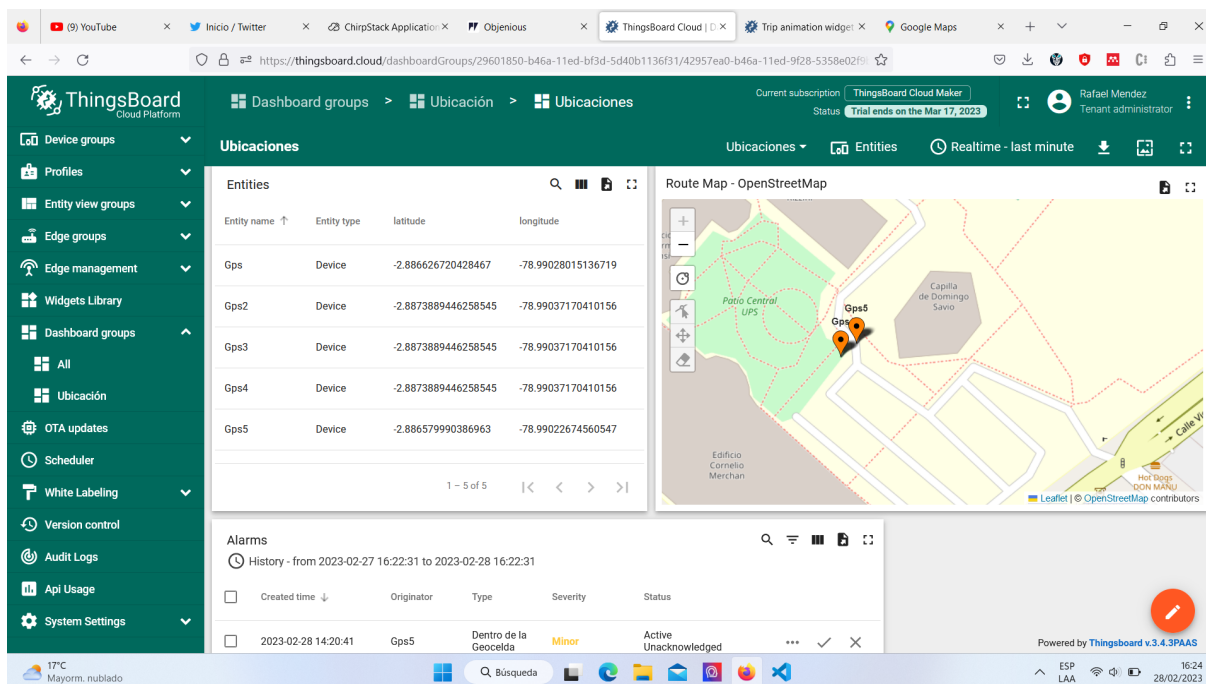 (9) YouTube
Inicio / Twitter
ChirpStack Application
Objenious
ThingsBoard Cloud | D
Trip animation widget
Google Maps
https://thingsboard.cloud/dashboardGroups/29601850-b46a-11ed-bf3d-5d40b1136f31/42957ea0-b46a-11ed-9f28-5358e02f9
ThingsBoard
Cloud Platform
Dashboard groups > Ubicación > Ubicaciones
Current subscription ThingsBoard Cloud Maker
Status Trial ends on the Mar 17, 2023
Rafael Mendez
Tenant administrator
Device groups
Profiles
Entity view groups
Edge groups
Edge management
Widgets Library
Dashboard groups
All
Ubicación
OTA updates
Scheduler
White Labeling
Version control
Audit Logs
Api Usage
System Settings
Ubicaciones
Ubicaciones
Entities
Realtime - last minute
Entities
Entity name Entity type latitude longitude
Gps Device -2.886626720428467 -78.99028015136719
Gps2 Device -2.8873889446258545 -78.99037170410156
Gps3 Device -2.8873889446258545 -78.99037170410156
Gps4 Device -2.8873889446258545 -78.99037170410156
Gps5 Device -2.886579990386963 -78.99022674560547
1 – 5 of 5
Route Map - OpenStreetMap
Patio Central
UPS
Capilla
de Domingo
Savio
Gps5
Gps
Edificio
Cornelio
Merchan
Hot Dogs
DON MAÑU
Leaflet | © OpenStreetMap contributors
Alarms
History - from 2023-02-27 16:22:31 to 2023-02-28 16:22:31
Created time Originator Type Severity Status
2023-02-28 14:20:41 Gps5 Dentro de la Geocelda Minor Active Unacknowledged
Powered by Thingsboard v.3.4.3PAAS
17°C
Mayorm. nublado
Búsqueda
ESP
LAA
16:24
28/02/2023